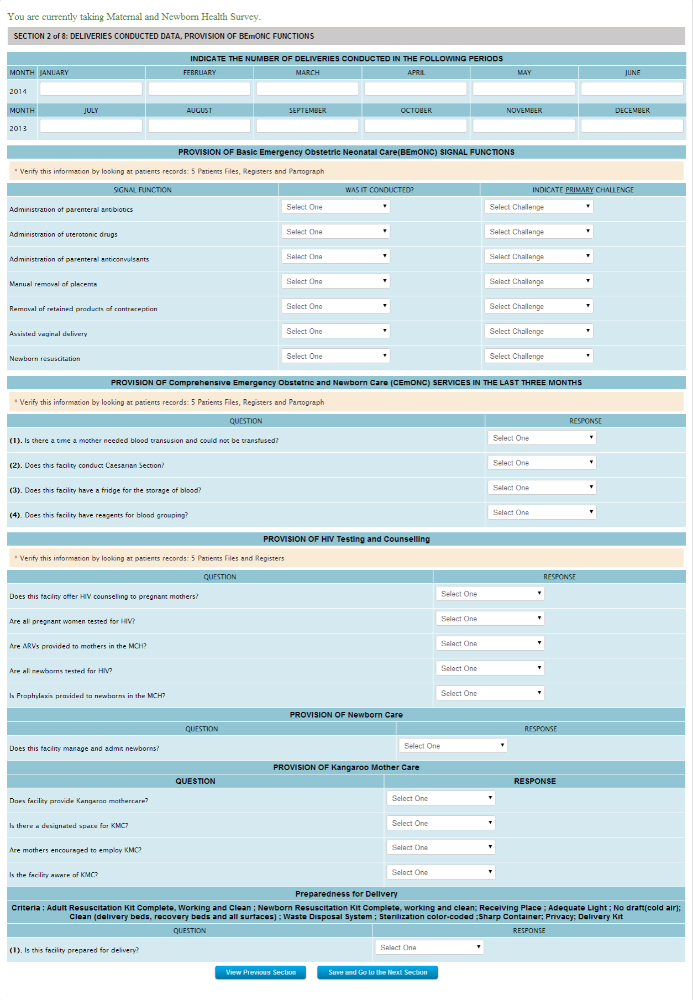 You are currently taking Maternal and Newborn Health Survey.
SECTION 2 of 8: DELIVERIES CONDUCTED DATA, PROVISION OF BEmONC FUNCTIONS
INDICATE THE NUMBER OF DELIVERIES CONDUCTED IN THE FOLLOWING PERIODS
MONTH JANUARY FEBRUARY MARCH APRIL MAY JUNE
2014
MONTH JULY AUGUST SEPTEMBER OCTOBER NOVEMBER DECEMBER
2013
PROVISION OF Basic Emergency Obstetric Neonatal Care(BEmONC) SIGNAL FUNCTIONS
* Verify this information by looking at patients records: 5 Patients Files, Registers and Partograph
SIGNAL FUNCTION WAS IT CONDUCTED? INDICATE PRIMARY CHALLENGE
Administration of parenteral antibiotics Select One Select Challenge
Administration of uterotonic drugs Select One Select Challenge
Administration of parenteral anticonvulsants Select One Select Challenge
Manual removal of placenta Select One Select Challenge
Removal of retained products of contraception Select One Select Challenge
Assisted vaginal delivery Select One Select Challenge
Newborn resuscitation Select One Select Challenge
PROVISION OF Comprehensive Emergency Obstetric and Newborn Care (CEmONC) SERVICES IN THE LAST THREE MONTHS
* Verify this information by looking at patients records: 5 Patients Files, Registers and Partograph
QUESTION RESPONSE
(1). Is there a time a mother needed blood transusion and could not be transfused? Select One
(2). Does this facility conduct Caesarian Section? Select One
(3). Does this facility have a fridge for the storage of blood? Select One
(4). Does this facility have reagents for blood grouping? Select One
PROVISION OF HIV Testing and Counselling
* Verify this information by looking at patients records: 5 Patients Files and Registers
QUESTION RESPONSE
Does this facility offer HIV counselling to pregnant mothers? Select One
Are all pregnant women tested for HIV? Select One
Are ARVs provided to mothers in the MCH? Select One
Are all newborns tested for HIV? Select One
Is Prophylaxis provided to newborns in the MCH? Select One
PROVISION OF Newborn Care
QUESTION RESPONSE
Does this facility manage and admit newborns? Select One
PROVISION OF Kangaroo Mother Care
QUESTION RESPONSE
Does facility provide Kangaroo mothercare? Select One
Is there a designated space for KMC? Select One
Are mothers encouraged to employ KMC? Select One
Is the facility aware of KMC? Select One
Preparedness for Delivery
Criteria : Adult Resuscitation Kit Complete, Working and Clean ; Newborn Resuscitation Kit Complete, working and clean; Receiving Place ; Adequate Light ; No draft(cold air);
Clean (delivery beds, recovery beds and all surfaces) ; Waste Disposal System ; Sterilization color-coded ;Sharp Container; Privacy; Delivery Kit
QUESTION RESPONSE
(1). Is this facility prepared for delivery? Select One
View Previous Section Save and Go to the Next Section